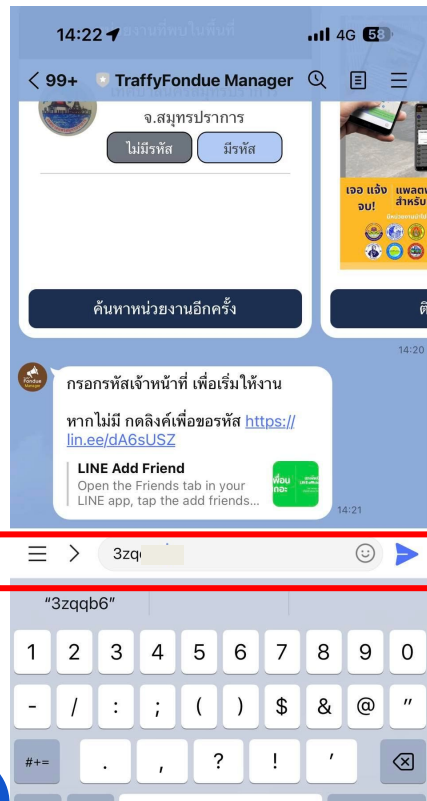 14:22
4G 58
99+ TraffyFondue Manager
จ.สมุทรปราการ
ไม่มีรหัส มีรหัส
ค้นหาหน่วยงานอีกครั้ง
เจอ แจ้ง
จบ!
สำหรับ
14:20
Fondue
Manager
กรอกรหัสเจ้าหน้าที่ เพื่อเริ่มให้งาน
หากไม่มี กดลิงค์เพื่อขอรหัส https://
lin.ee/dA6sUSZ
LINE Add Friend
Open the Friends tab in your
LINE app, tap the add friends...
14:21
3zq
"3zqqb6"
1 2 3 4 5 6 7 8 9 0
- / : ; ( ) $ & @ "
#+= . , ? ! '